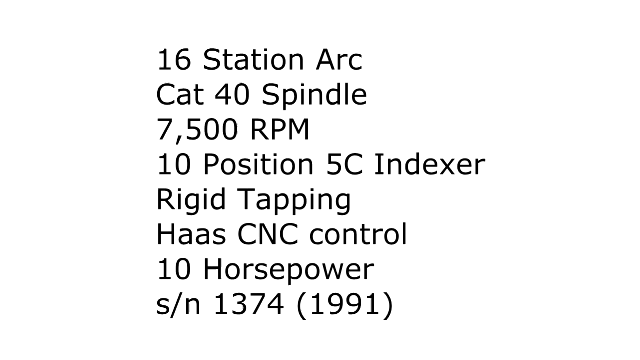 16 Station Arc
Cat 40 Spindle
7,500 RPM
10 Position 5C Indexer
Rigid Tapping
Haas CNC control
10 Horsepower
s/n 1374 (1991)